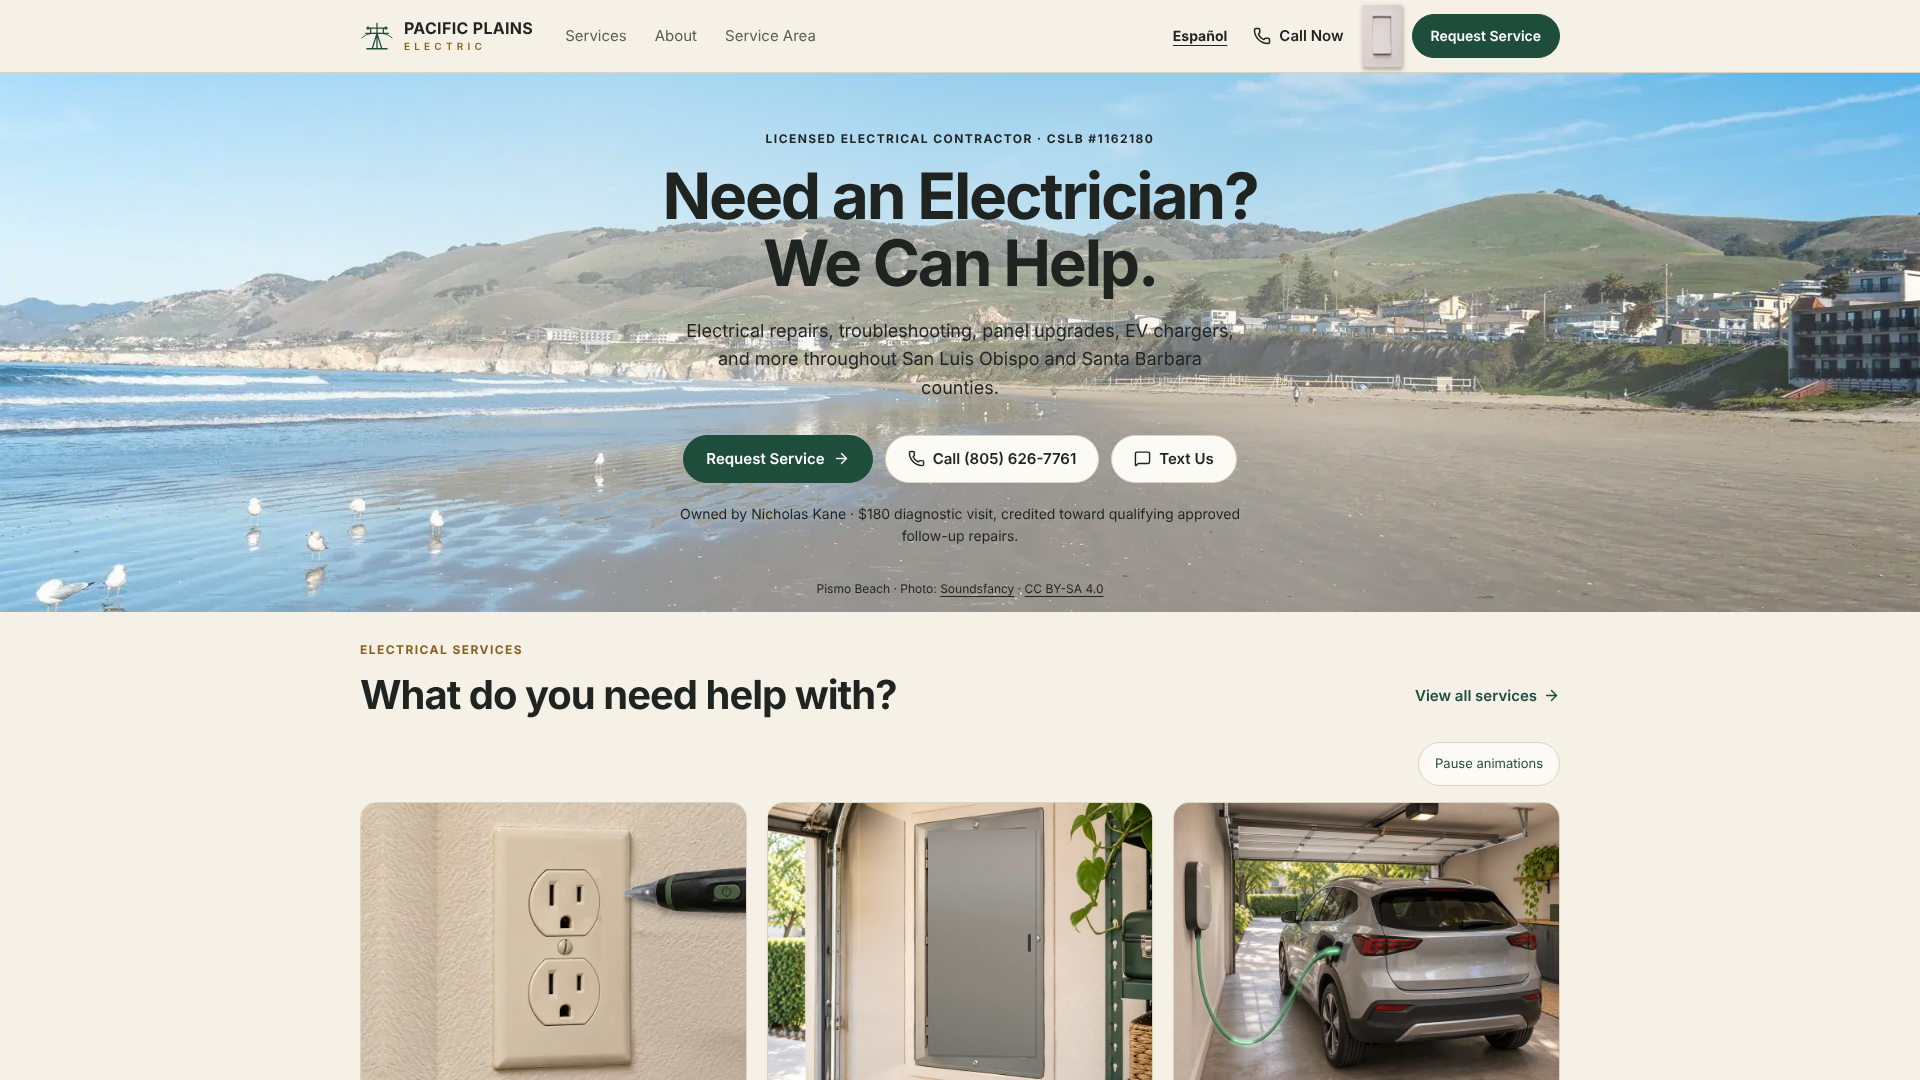 PACIFIC PLAINS
ELECTRIC
Services
About
Service Area
Español
Call Now
Request Service
LICENSED ELECTRICAL CONTRACTOR · CSLB #1162180
Need an Electrician?
We Can Help.
Electrical repairs, troubleshooting, panel upgrades, EV chargers,
and more throughout San Luis Obispo and Santa Barbara
counties.
Request Service
Call (805) 626-7761
Text Us
Owned by Nicholas Kane · $180 diagnostic visit, credited toward qualifying approved
follow-up repairs.
Pismo Beach · Photo: Soundsfancy · CC BY-SA 4.0
ELECTRICAL SERVICES
What do you need help with?
View all services
Pause animations